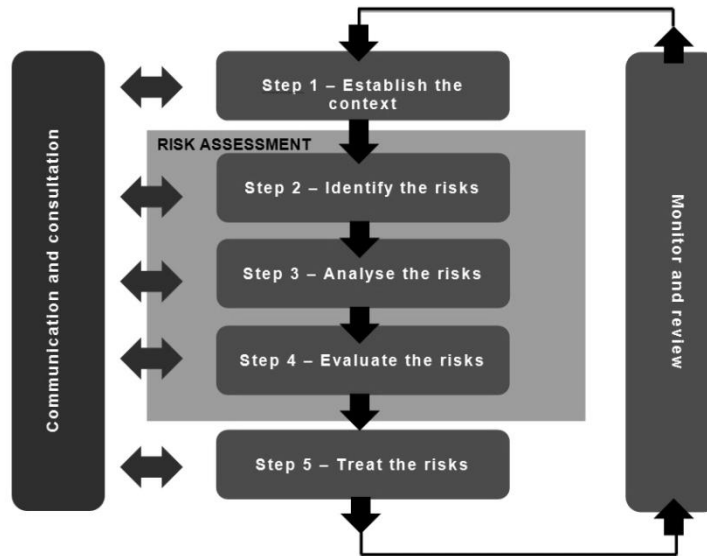 Communication and consultation
Step 1 – Establish the
context
RISK ASSESSMENT
Step 2 – Identify the risks
Step 3 – Analyse the risks
Step 4 – Evaluate the risks
Step 5 – Treat the risks
Monitor and review